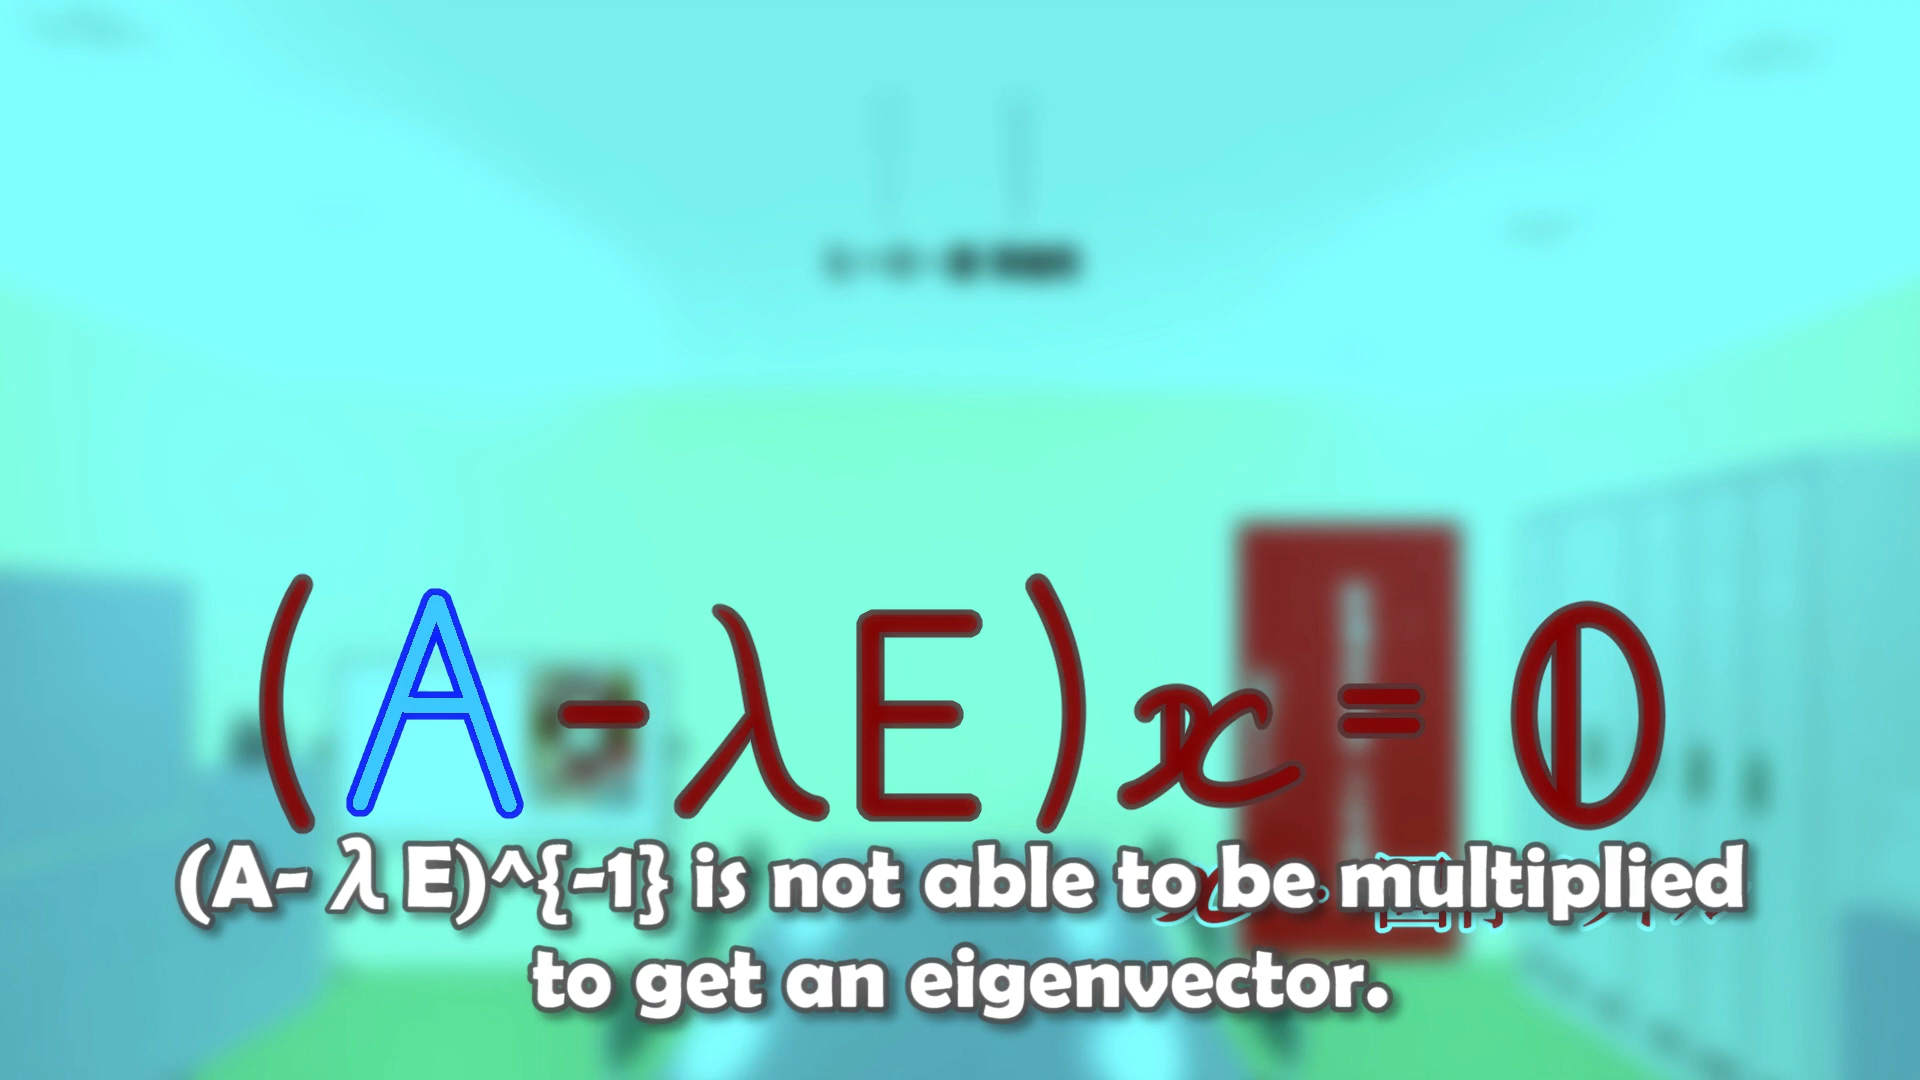 (A-λE)𝕩=𝟘
(A- λ E)^{-1} is not able to be multiplied
to get an eigenvector.